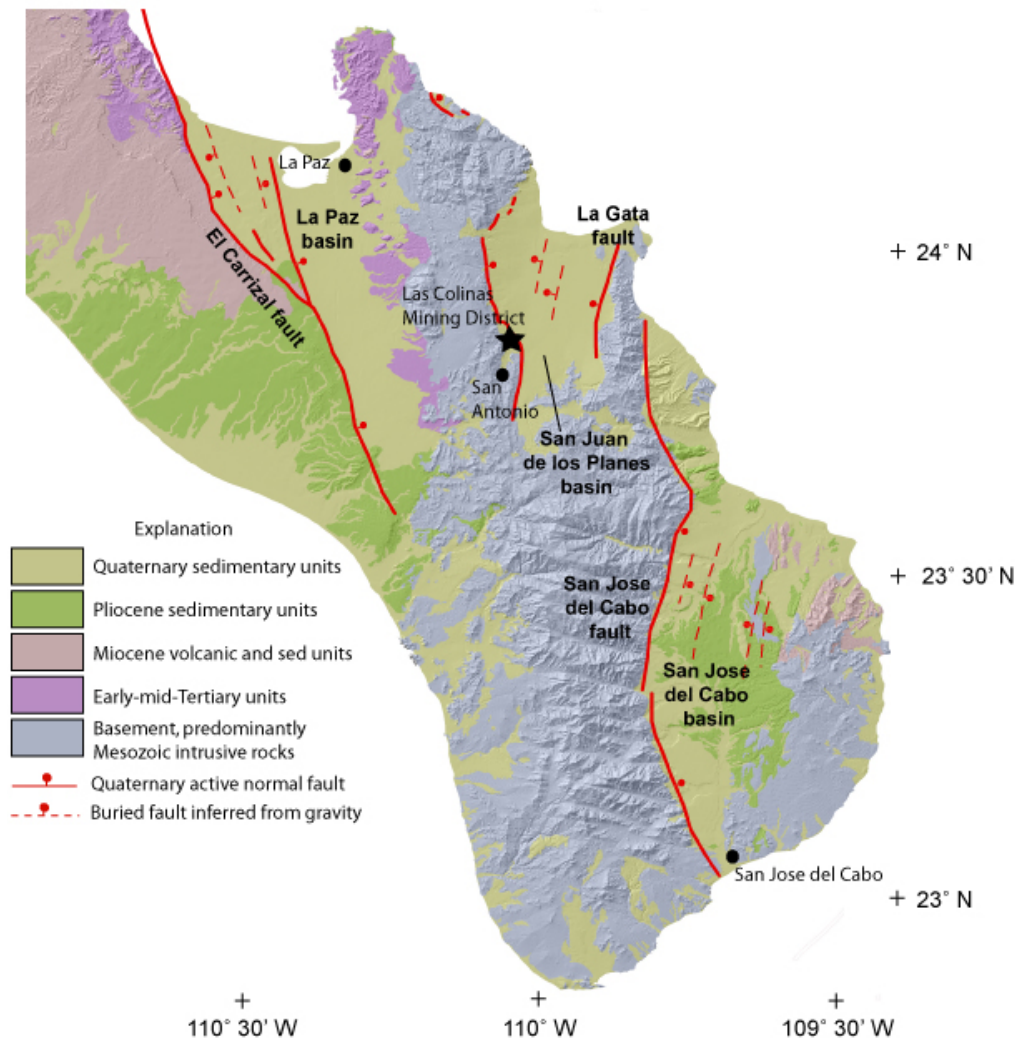 La Paz
La Paz
basin
La Gata
fault
+ 24° N
El Carrizal fault
Las Colinas
Mining District
San
Antonio
San Juan
de los Planes
basin
Explanation
Quaternary sedimentary units
Pliocene sedimentary units
Miocene volcanic and sed units
Early-mid-Tertiary units
Basement, predominantly
Mesozoic intrusive rocks
Quaternary active normal fault
Buried fault inferred from gravity
+ 23° 30' N
San Jose
del Cabo
fault
San Jose
del Cabo
basin
San Jose del Cabo
+ 23° N
+ + +
110° 30' W 110° W 109° 30' W